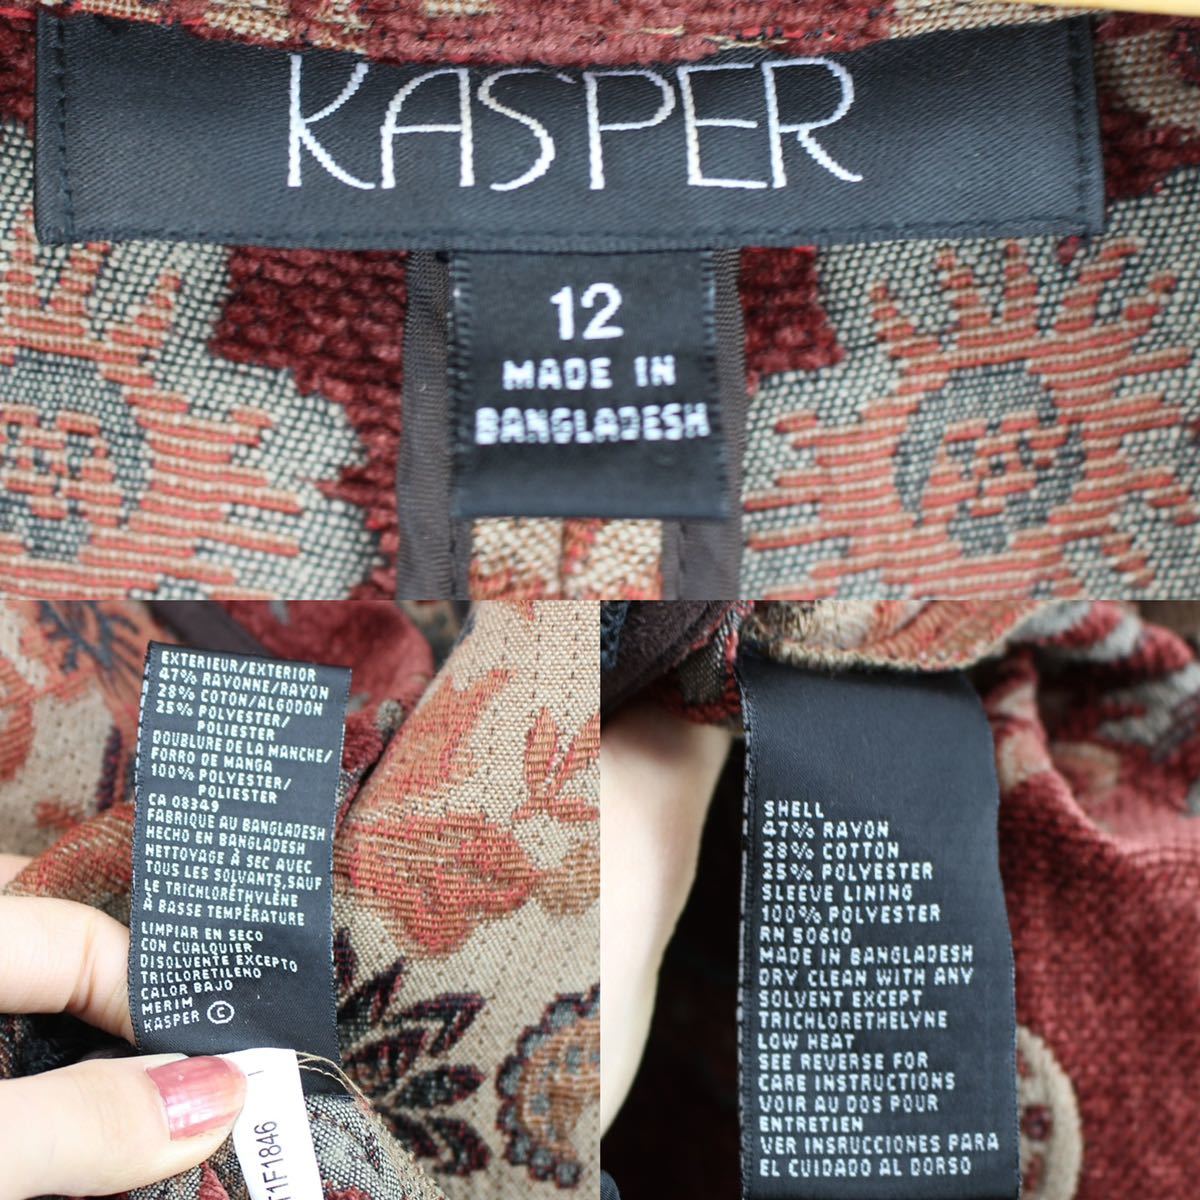 KASPER
12
MADE IN
BANGLADESH
EXTERIEUR/EXTERIOR
47% RAYONNE/RAYON
28% COTON/ALGODON
25% POLYESTER/
POLIESTER
DOUBLURE DE LA MANCHE/
FORRO DE MANGA
100% POLYESTER/
POLIESTER
CA 08349
FABRIQUE AU BANGLADESH
HECHO EN BANGLADESH
NETTOYAGE À SEC AVEC
TOUS LES SOLVANTS,SAUF
LE TRICHLORÉTHYLÈNE
À BASSE TEMPÉRATURE
LIMPIAR EN SECO
CON CUALQUIER
DISOLVENTE EXCEPTO
TRICLORETILENO
CALOR BAJO
MERIM
KASPER ©
T1F1846
SHELL
47% RAYON
28% COTTON
25% POLYESTER
SLEEVE LINING
100% POLYESTER
RN 50610
MADE IN BANGLADESH
DRY CLEAN WITH ANY
SOLVENT EXCEPT
TRICHLORETHELYNE
LOW HEAT
SEE REVERSE FOR
CARE INSTRUCTIONS
VOIR AU DOS POUR
ENTRETIEN
VER INSRUCCIONES PARA
EL CUIDADO AL DORSO